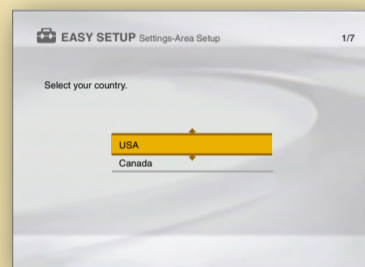 EASY SETUP Settings-Area Setup 1/7
Select your country.
USA
Canada